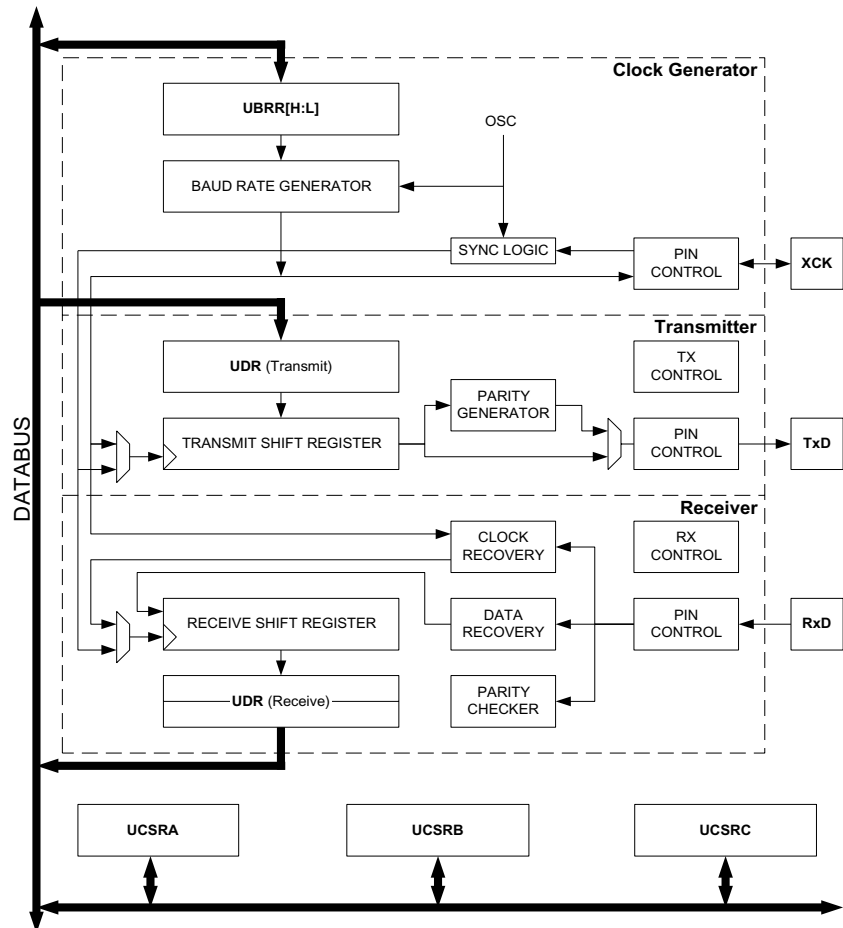 Clock Generator
UBRR[H:L]
OSC
BAUD RATE GENERATOR
SYNC LOGIC
PIN
CONTROL
XCK
Transmitter
UDR (Transmit)
TX
CONTROL
PARITY
GENERATOR
TRANSMIT SHIFT REGISTER
PIN
CONTROL
TxD
DATABUS
Receiver
CLOCK
RECOVERY
RX
CONTROL
RECEIVE SHIFT REGISTER
DATA
RECOVERY
PIN
CONTROL
RxD
UDR (Receive)
PARITY
CHECKER
UCSRA
UCSRB
UCSRC